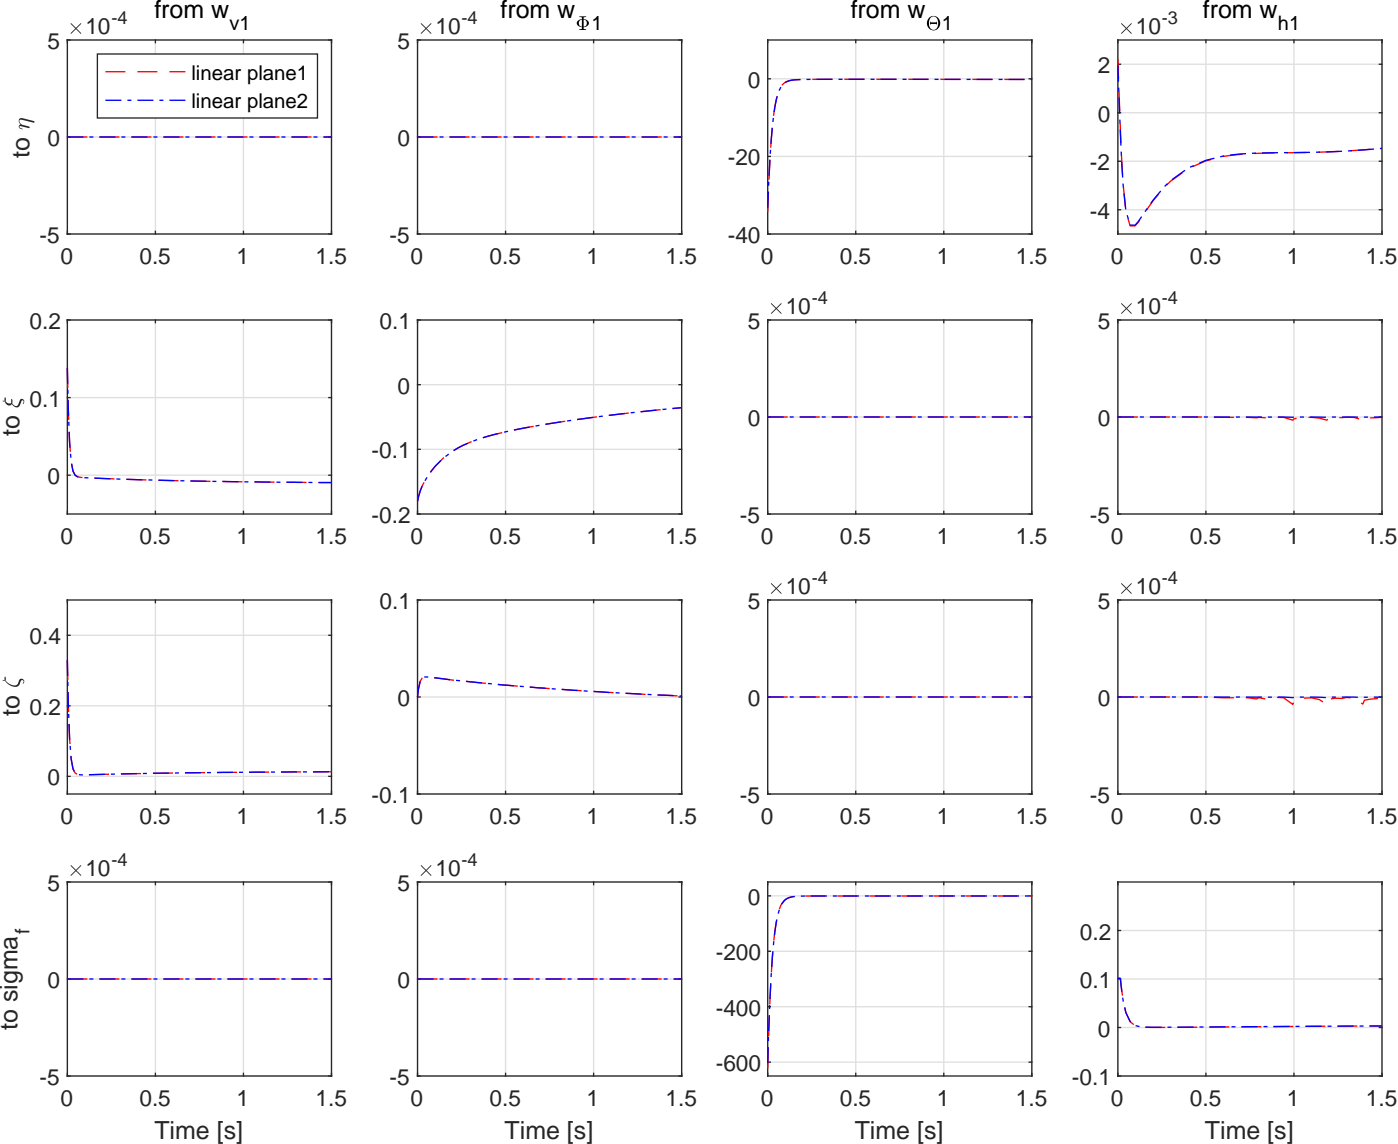 from w_v1 from w_Φ1 from w_Θ1 from w_h1
×10^-4 ×10^-4 ×10^-3
linear plane1
linear plane2
to η
5 0 -5
0 0.5 1 1.5
5 0 -5
0 0.5 1 1.5
0 -20 -40
0 0.5 1 1.5
2 0 -2 -4
0 0.5 1 1.5
×10^-4 ×10^-4
to ξ
0.2 0.1 0
0 0.5 1 1.5
0.1 0 -0.1 -0.2
0 0.5 1 1.5
5 0 -5
0 0.5 1 1.5
5 0 -5
0 0.5 1 1.5
×10^-4 ×10^-4
to ζ
0.4 0.2 0
0 0.5 1 1.5
0.1 0 -0.1
0 0.5 1 1.5
5 0 -5
0 0.5 1 1.5
5 0 -5
0 0.5 1 1.5
×10^-4 ×10^-4
to sigma_f
5 0 -5
0 0.5 1 1.5
5 0 -5
0 0.5 1 1.5
0 -200 -400 -600
0 0.5 1 1.5
0.2 0.1 0 -0.1
0 0.5 1 1.5
Time [s] Time [s] Time [s] Time [s]